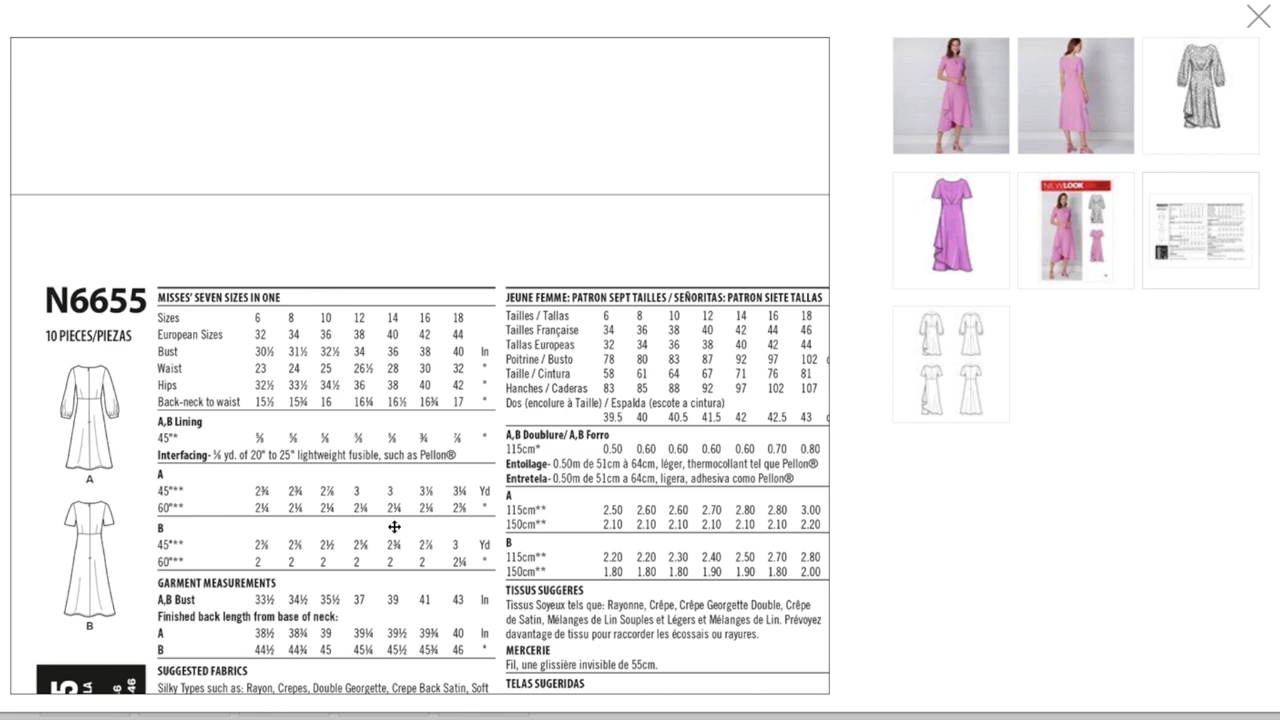 N6655
10 PIECES/PIEZAS
A
B
MISSES' SEVEN SIZES IN ONE
Sizes 6 8 10 12 14 16 18
European Sizes 32 34 36 38 40 42 44
Bust 30½ 31½ 32½ 34 36 38 40 In
Waist 23 24 25 26½ 28 30 32 "
Hips 32½ 33½ 34½ 36 38 40 42 "
Back-neck to waist 15½ 15¾ 16 16¼ 16½ 16¾ 17 "
A,B Lining
45"* ⅝ ⅝ ⅝ ⅝ ⅝ ¾ ⅞ "
Interfacing- ⅝ yd. of 20" to 25" lightweight fusible, such as Pellon®
A
45"** 2¾ 2¾ 2⅞ 3 3 3⅛ 3¼ Yd
60"** 2¼ 2¼ 2¼ 2¼ 2¼ 2¼ 2⅜ "
B
45"** 2⅜ 2⅜ 2½ 2⅝ 2¾ 2⅞ 3 Yd
60"** 2 2 2 2 2 2 2¼ "
GARMENT MEASUREMENTS
A,B Bust 33½ 34½ 35½ 37 39 41 43 In
Finished back length from base of neck:
A 38½ 38¾ 39 39¼ 39½ 39¾ 40 In
B 44½ 44¾ 45 45¼ 45½ 45¾ 46 "
SUGGESTED FABRICS
Silky Types such as: Rayon, Crepes, Double Georgette, Crepe Back Satin, Soft
JEUNE FEMME: PATRON SEPT TAILLES / SEÑORITAS: PATRON SIETE TALLAS
Tailles / Tallas 6 8 10 12 14 16 18
Tailles Française 34 36 38 40 42 44 46
Tallas Europeas 32 34 36 38 40 42 44
Poitrine / Busto 78 80 83 87 92 97 102
Taille / Cintura 58 61 64 67 71 76 81
Hanches / Caderas 83 85 88 92 97 102 107
Dos (encolure à Taille) / Espalda (escote a cintura)
39.5 40 40.5 41.5 42 42.5 43
A,B Doublure/ A,B Forro
115cm* 0.50 0.60 0.60 0.60 0.60 0.70 0.80
Entoilage- 0.50m de 51cm à 64cm, léger, thermocollant tel que Pellon®
Entretela- 0.50m de 51cm a 64cm, ligera, adhesiva como Pellon®
A
115cm** 2.50 2.60 2.60 2.70 2.80 2.80 3.00
150cm** 2.10 2.10 2.10 2.10 2.10 2.10 2.20
B
115cm** 2.20 2.20 2.30 2.40 2.50 2.70 2.80
150cm** 1.80 1.80 1.80 1.90 1.90 1.80 2.00
TISSUS SUGGERES
Tissus Soyeux tels que: Rayonne, Crêpe, Crêpe Georgette Double, Crêpe
de Satin, Mélanges de Lin Souples et Légers et Mélanges de Lin. Prévoyez
davantage de tissu pour raccorder les écossais ou rayures.
MERCERIE
Fil, une glissière invisible de 55cm.
TELAS SUGERIDAS
NEW LOOK